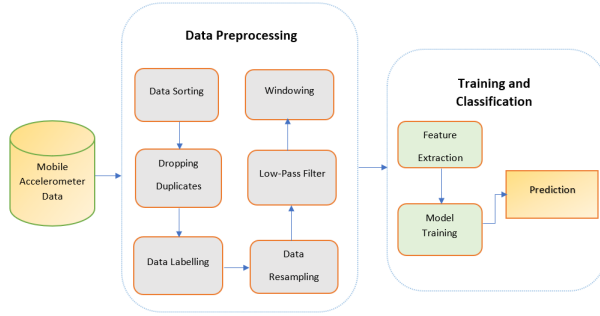 Data Preprocessing
Data Sorting
Windowing
Dropping
Duplicates
Low-Pass Filter
Data Labelling
Data
Resampling
Mobile
Accelerometer
Data
Training and
Classification
Feature
Extraction
Model
Training
Prediction